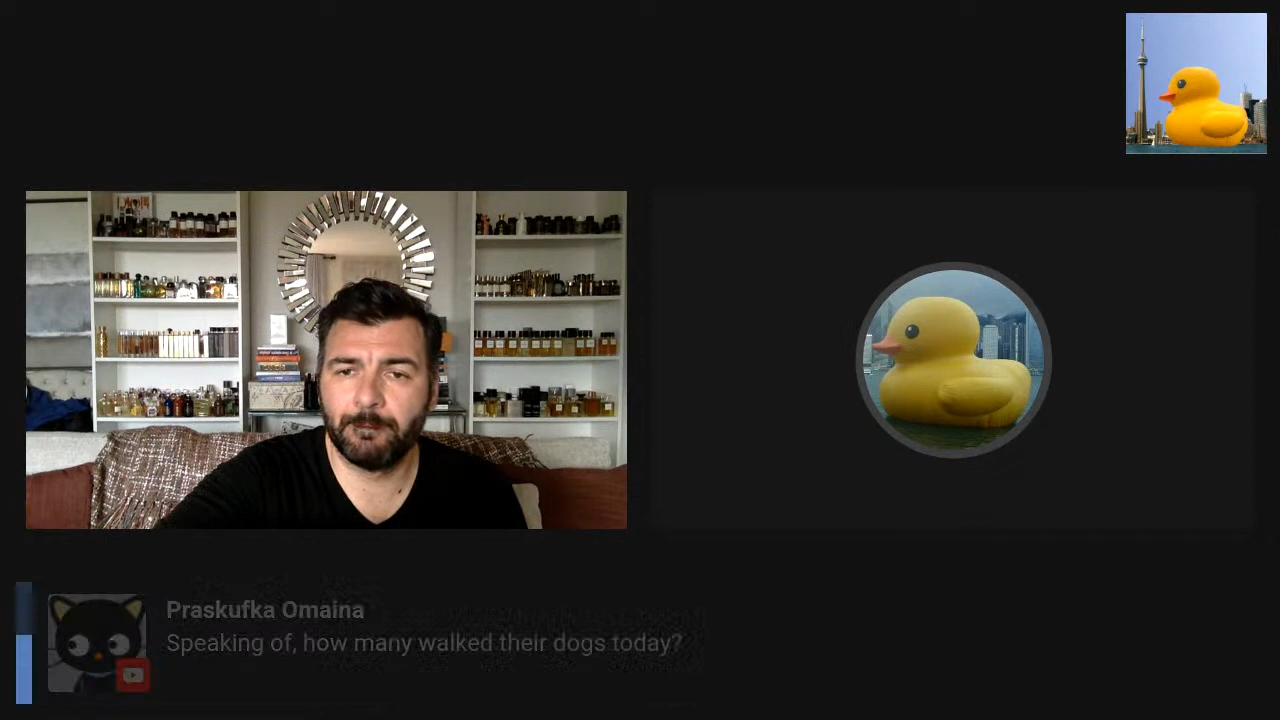 Praskufka Omaina
Speaking of, how many walked their dogs today?